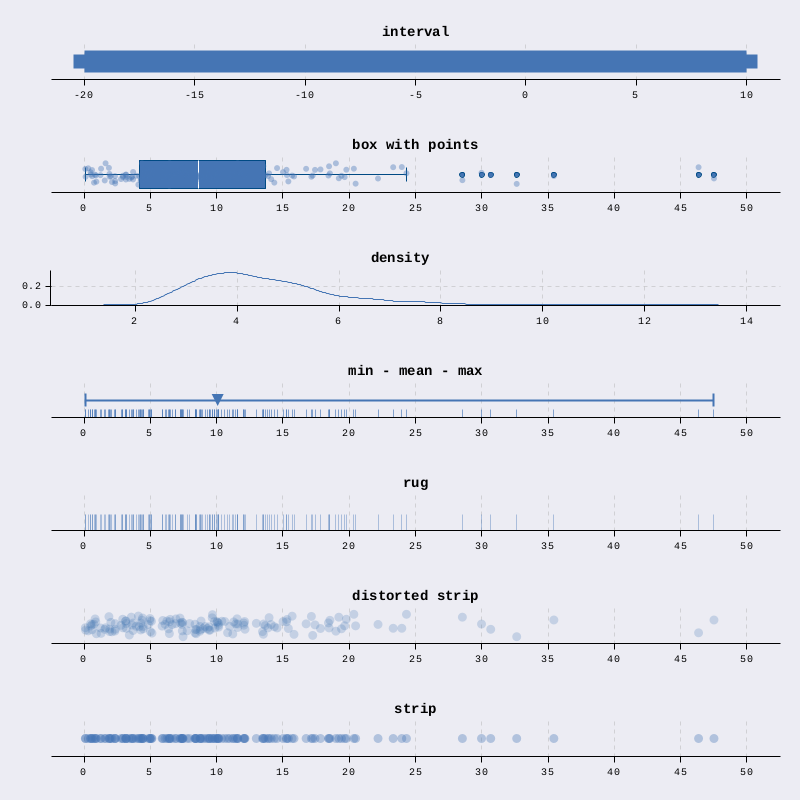 interval
-20 -15 -10 -5 0 5 10
box with points
0 5 10 15 20 25 30 35 40 45 50
density
0.2
0.0
2 4 6 8 10 12 14
min - mean - max
0 5 10 15 20 25 30 35 40 45 50
rug
0 5 10 15 20 25 30 35 40 45 50
distorted strip
0 5 10 15 20 25 30 35 40 45 50
strip
0 5 10 15 20 25 30 35 40 45 50